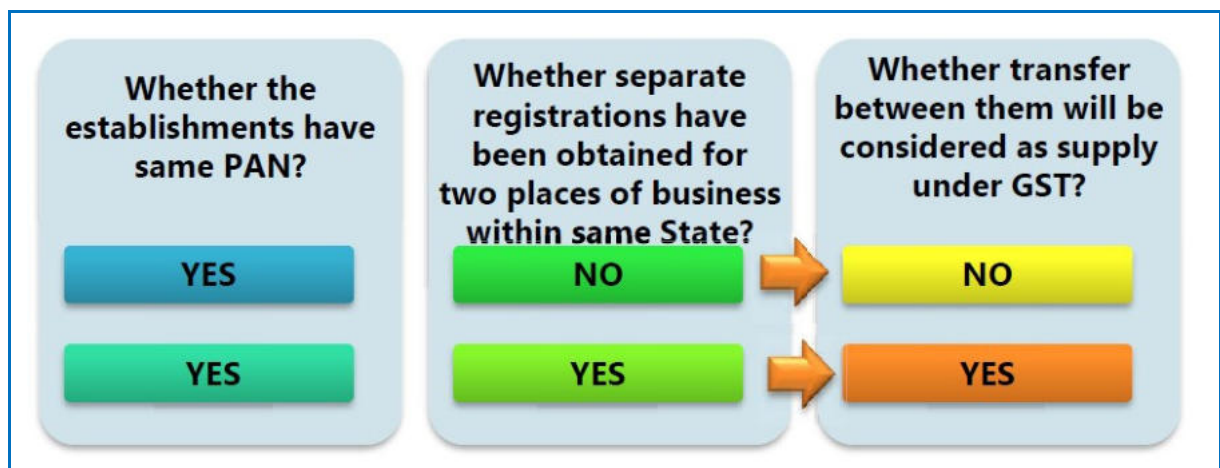 Whether the
establishments have
same PAN?
YES
YES
Whether separate
registrations have
been obtained for
two places of business
within same State?
NO
YES
Whether transfer
between them will be
considered as supply
under GST?
NO
YES